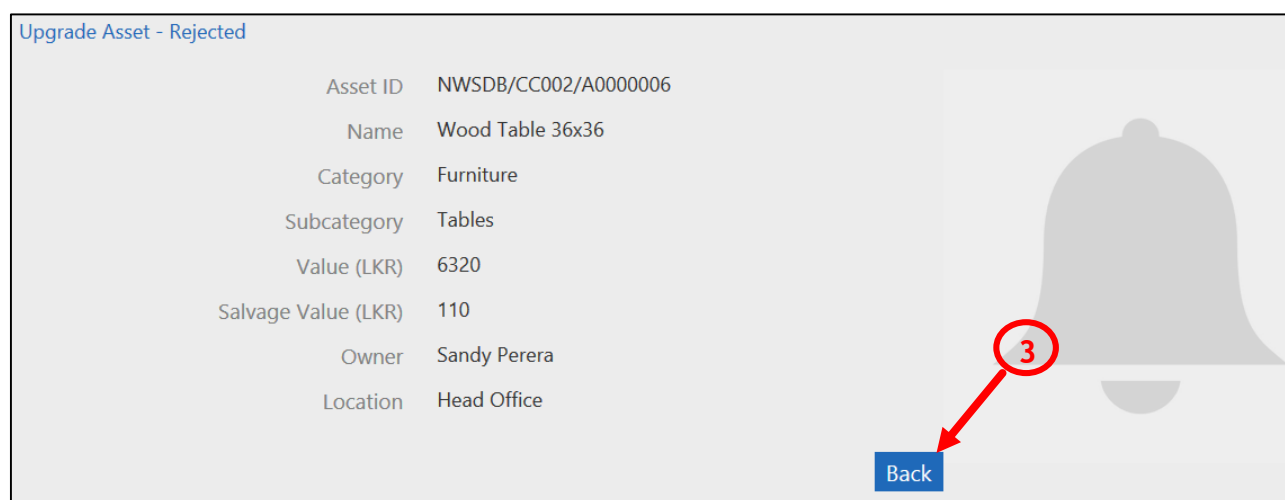 Upgrade Asset - Rejected
Asset ID NWSDB/CC002/A0000006
Name Wood Table 36x36
Category Furniture
Subcategory Tables
Value (LKR) 6320
Salvage Value (LKR) 110
Owner Sandy Perera
3
Location Head Office
Back